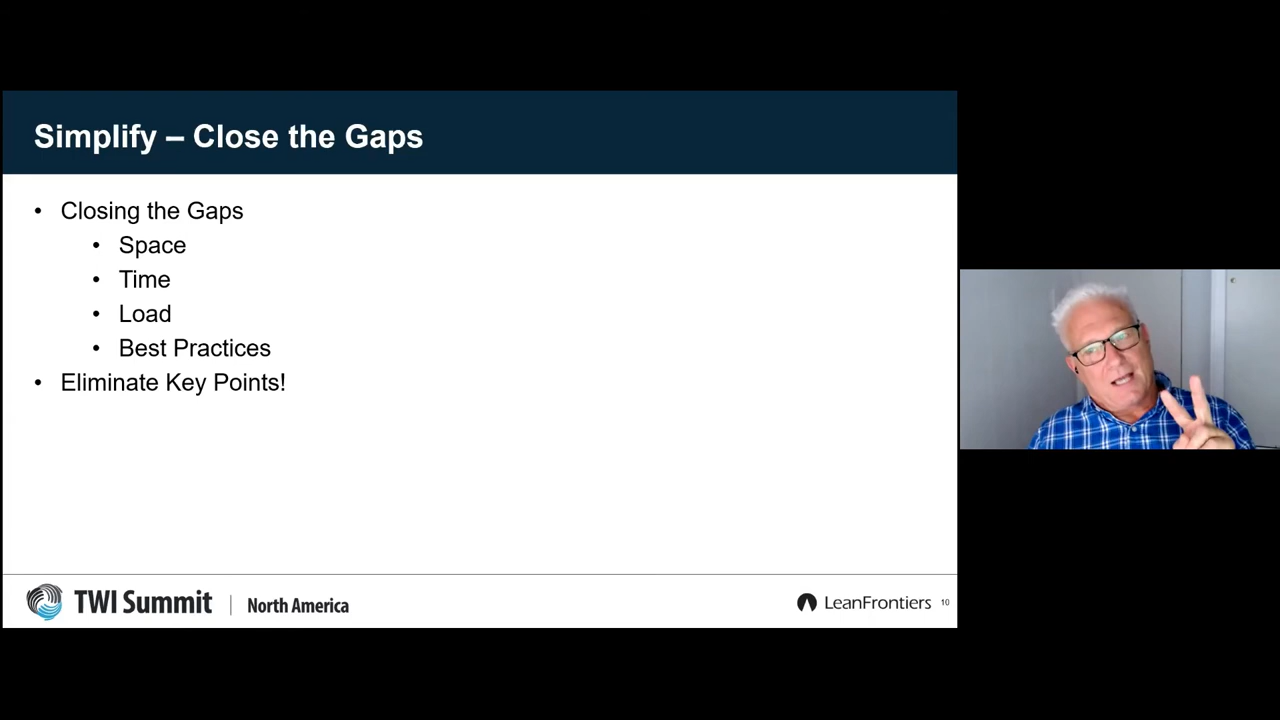 Simplify – Close the Gaps
• Closing the Gaps
• Space
• Time
• Load
• Best Practices
• Eliminate Key Points!
TWI Summit | North America
LeanFrontiers 10